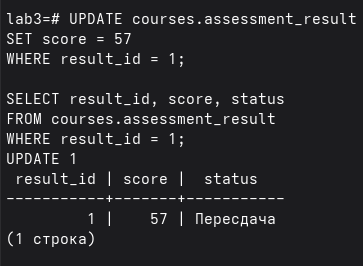 lab3=# UPDATE courses.assessment_result
SET score = 57
WHERE result_id = 1;

SELECT result_id, score, status
FROM courses.assessment_result
WHERE result_id = 1;
UPDATE 1
 result_id | score |  status
-----------+-------+-----------
         1 |    57 | Пересдача
(1 строка)